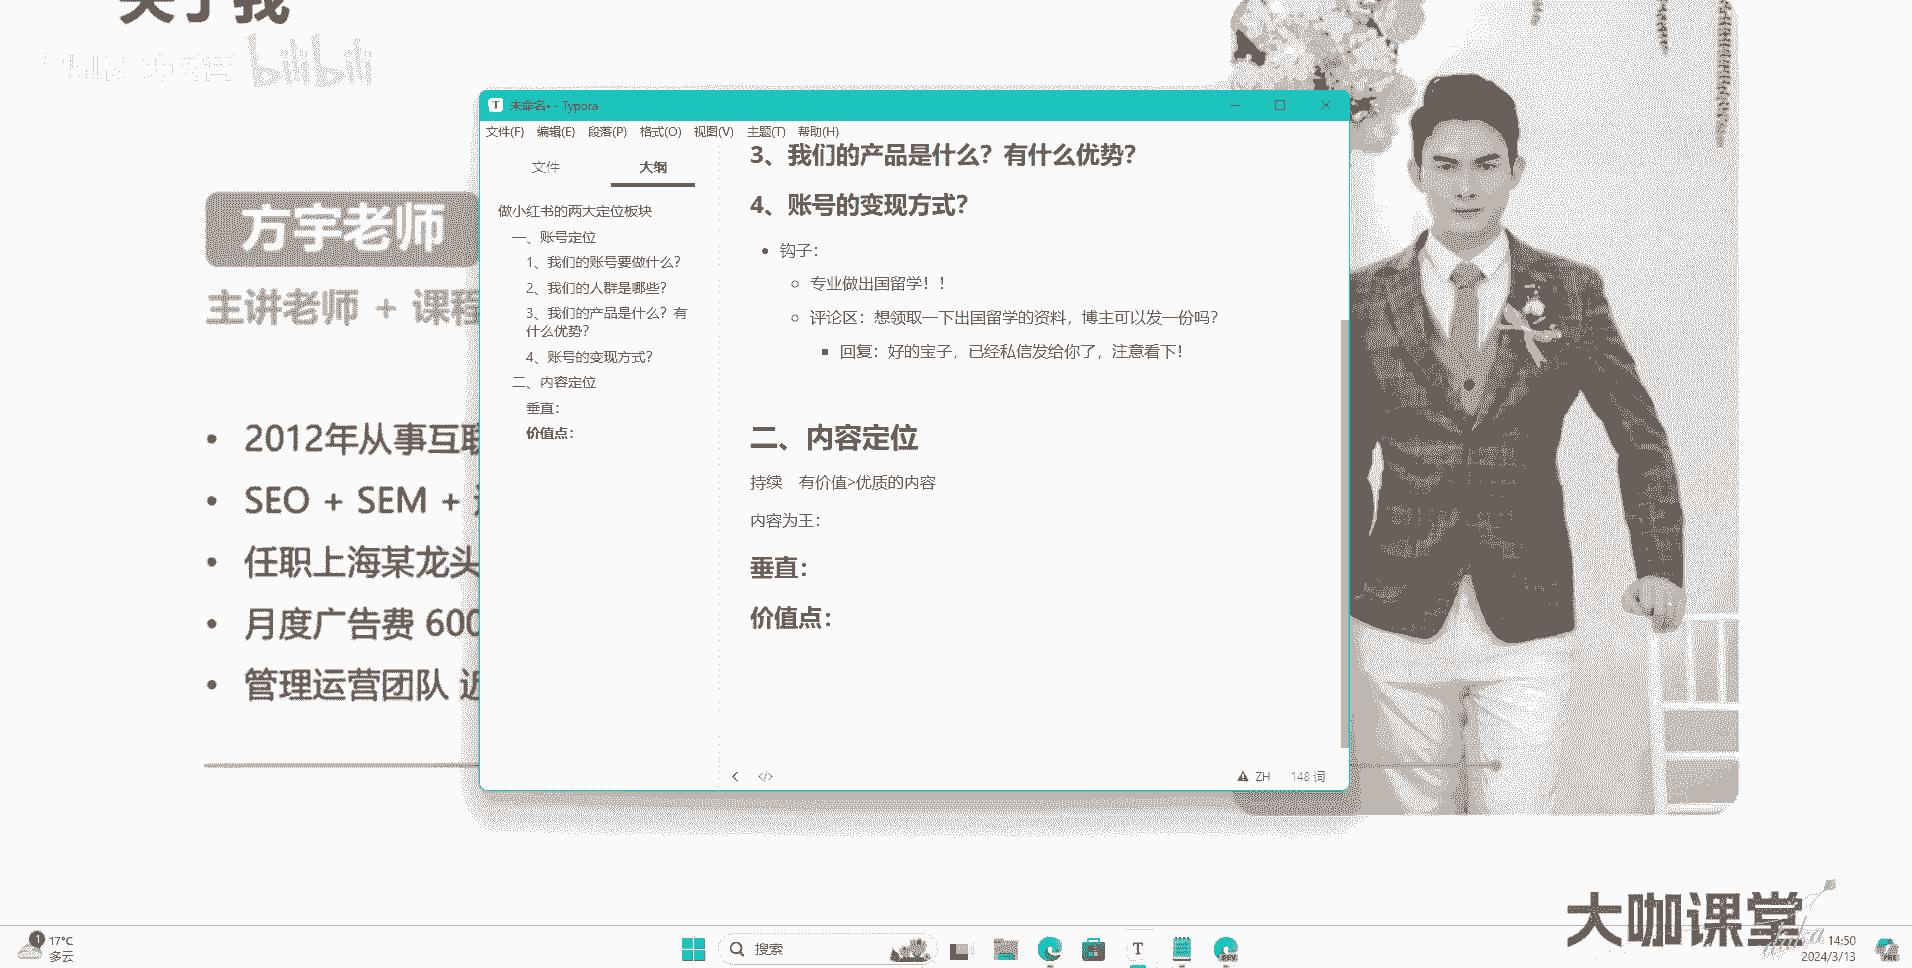 关于我
bilibili
方宇老师
主讲老师 + 课程
2012年从事互联
SEO + SEM +
任职上海某龙头
月度广告费 600
管理运营团队 近
未命名• - Typora
文件(F) 编辑(E) 段落(P) 格式(O) 视图(V) 主题(T) 帮助(H)
文件 大纲
做小红书的两大定位板块
一、账号定位
1、我们的账号要做什么？
2、我们的人群是哪些？
3、我们的产品是什么？有
什么优势？
4、账号的变现方式？
二、内容定位
垂直：
价值点：
3、我们的产品是什么？有什么优势？
4、账号的变现方式？
钩子：
专业做出国留学！！
评论区：想领取一下出国留学的资料，博主可以发一份吗？
回复：好的宝子，已经私信发给你了，注意看下！
二、内容定位
持续 有价值>优质的内容
内容为王：
垂直：
价值点：
ZH 148 词
大咖课堂
1
17°C
多云
搜索
14:50
2024/3/13